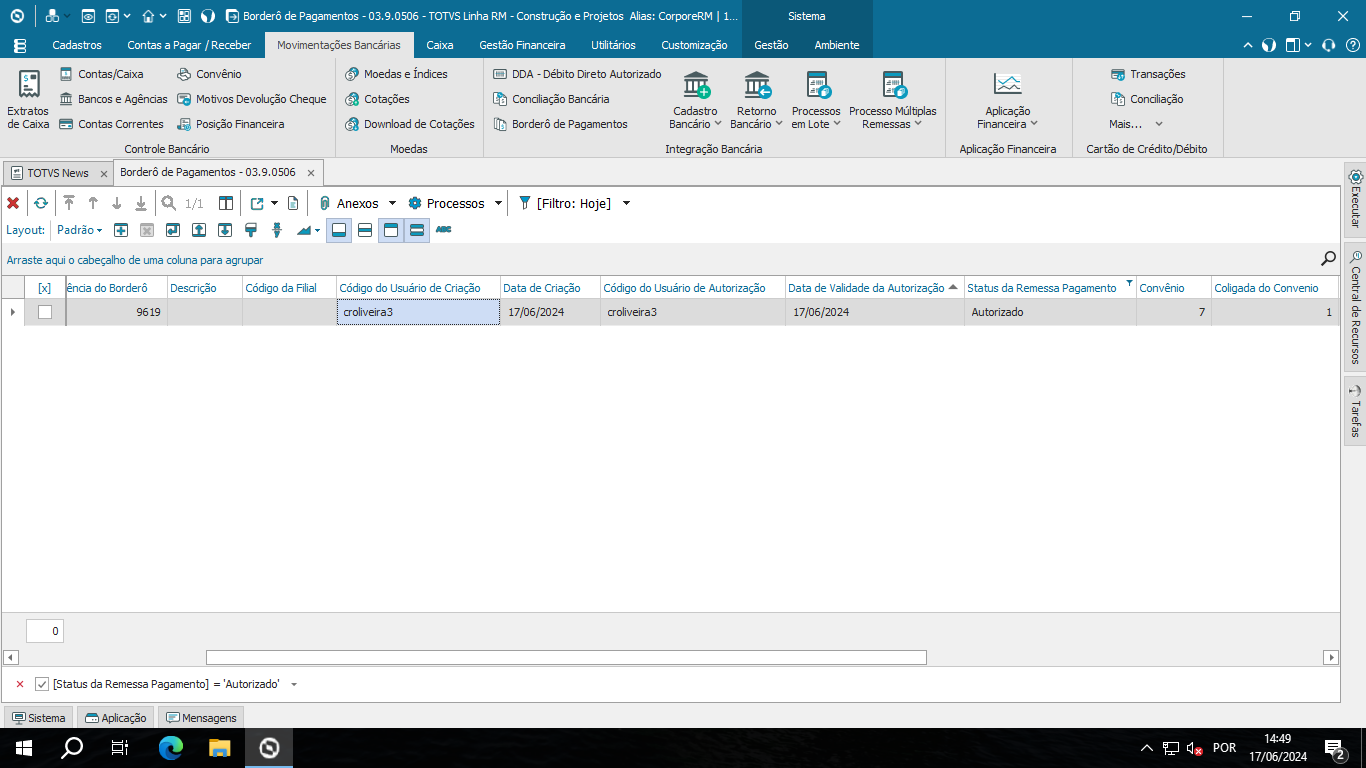 Borderô de Pagamentos - 03.9.0506 - TOTVS Linha RM - Construção e Projetos Alias: CorporeRM | 1...
Sistema
Cadastros
Contas a Pagar / Receber
Movimentações Bancárias
Caixa
Gestão Financeira
Utilitários
Customização
Gestão
Ambiente
Extratos
de Caixa
Contas/Caixa
Bancos e Agências
Contas Correntes
Convênio
Motivos Devolução Cheque
Posição Financeira
Controle Bancário
Moedas e Índices
Cotações
Download de Cotações
Moedas
DDA - Débito Direto Autorizado
Conciliação Bancária
Borderô de Pagamentos
Cadastro
Bancário
Retorno
Bancário
Processos
em Lote
Processo Múltiplas
Remessas
Integração Bancária
Aplicação
Financeira
Aplicação Financeira
Transações
Conciliação
Mais...
Cartão de Crédito/Débito
TOTVS News
Borderô de Pagamentos - 03.9.0506
1/1
Anexos
Processos
[Filtro: Hoje]
Layout:
Padrão
ABC
Arraste aqui o cabeçalho de uma coluna para agrupar
[x]
ência do Borderô
Descrição
Código da Filial
Código do Usuário de Criação
Data de Criação
Código do Usuário de Autorização
Data de Validade da Autorização
Status da Remessa Pagamento
Convênio
Coligada do Convenio
9619
croliveira3
17/06/2024
croliveira3
17/06/2024
Autorizado
7
1
0
[Status da Remessa Pagamento] = 'Autorizado'
Executar
Central de Recursos
Tarefas
Sistema
Aplicação
Mensagens
POR
14:49
17/06/2024
2